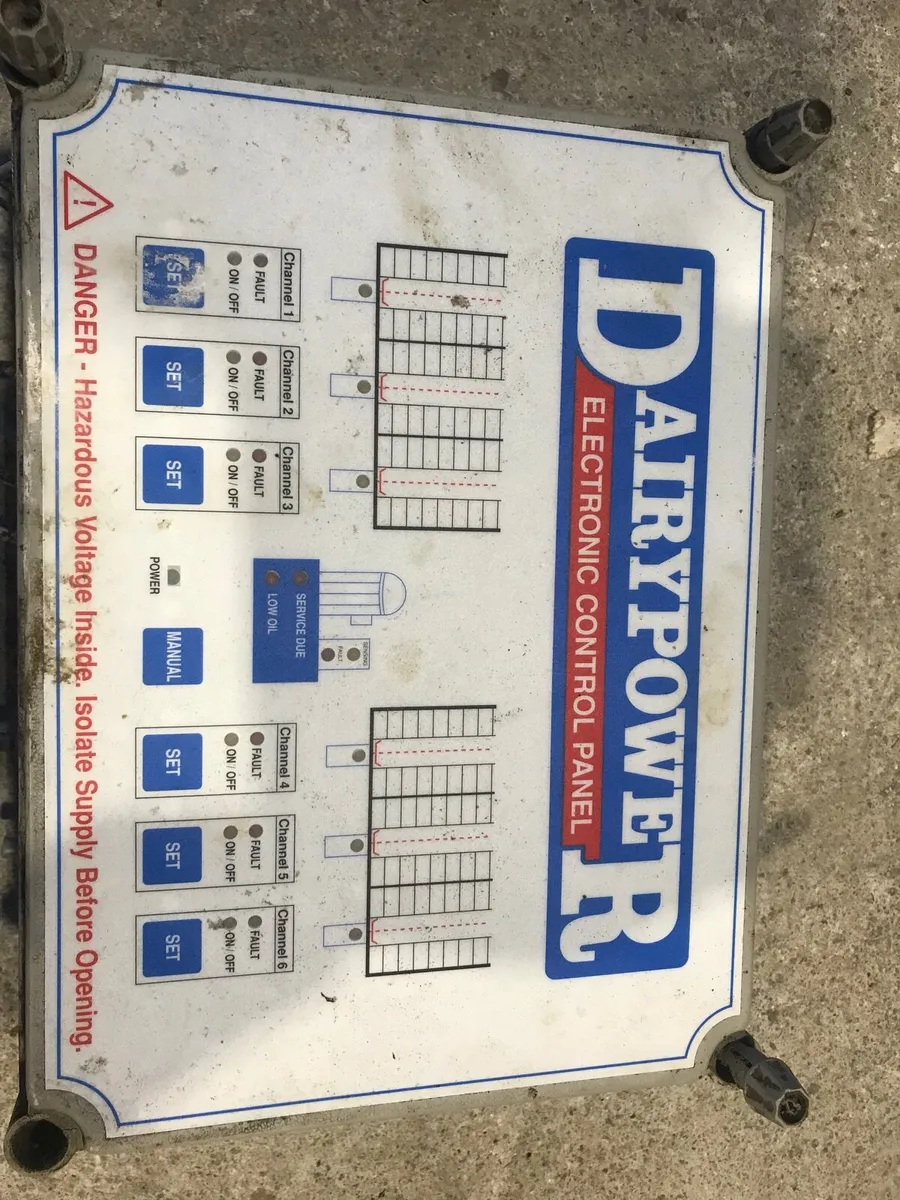 DAIRYPOWER
ELECTRONIC CONTROL PANEL
SENSING
FAULT
SERVICE DUE
LOW OIL
Channel 1
FAULT
ON / OFF
SET
Channel 2
FAULT
ON / OFF
SET
Channel 3
FAULT
ON / OFF
SET
POWER
MANUAL
Channel 4
FAULT
ON / OFF
SET
Channel 5
FAULT
ON / OFF
SET
Channel 6
FAULT
ON / OFF
SET
! DANGER - Hazardous Voltage Inside. Isolate Supply Before Opening.